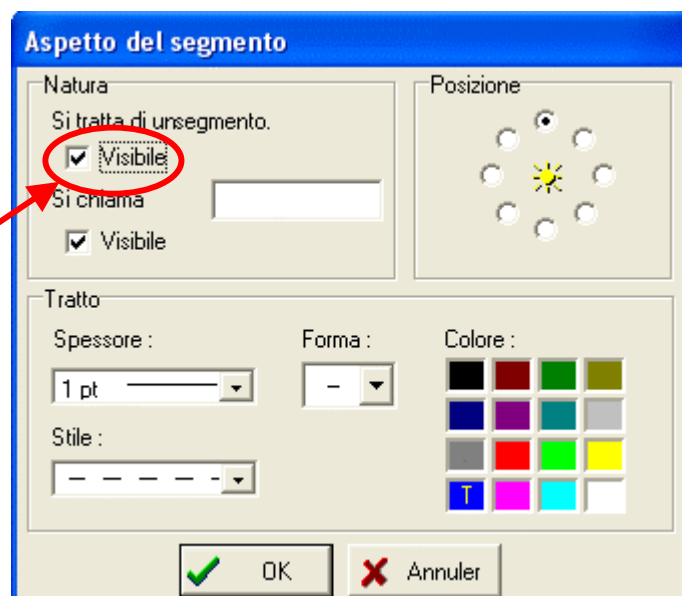 Aspetto del segmento
Natura
Posizione
Si tratta di unsegmento.
Visibile
Si chiama
Visibile
Tratto
Spessore :
Forma :
Colore :
1 pt
Stile :
T
OK
Annuler